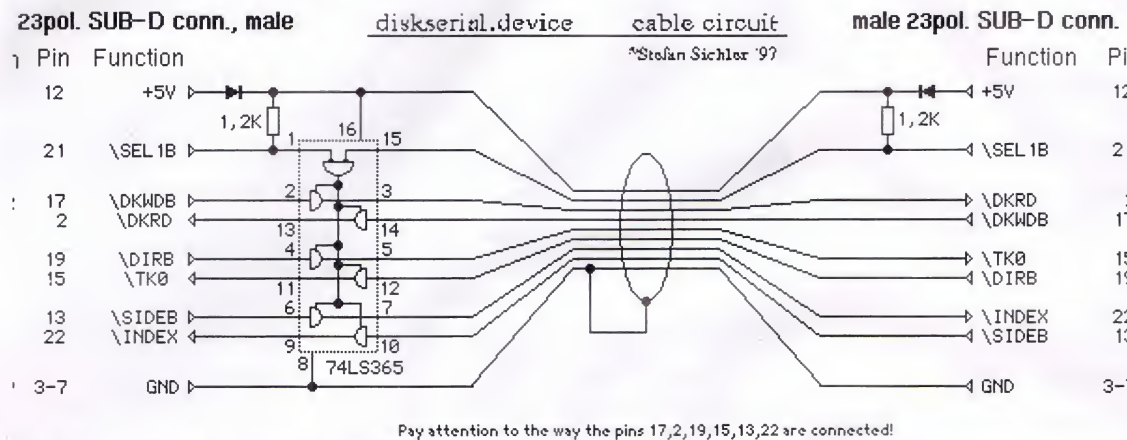 23pol. SUB-D conn., male diskserial.device cable circuit male 23pol. SUB-D conn.
^Stefan Sichler '97
Pin Function Function
12 +5V +5V 12
1,2K 1 16 15 1,2K
21 \SEL1B \SEL1B
2 3
17 \DKWDB \DKRD
2 \DKRD \DKWDB 17
13 14
4 5
19 \DIRB \TK0 15
15 \TK0 \DIRB 19
11 12
6 7
13 \SIDEB \INDEX 22
22 \INDEX \SIDEB 13
9 10
8 74LS365
3-7 GND GND
Pay attention to the way the pins 17,2,19,15,13,22 are connected!